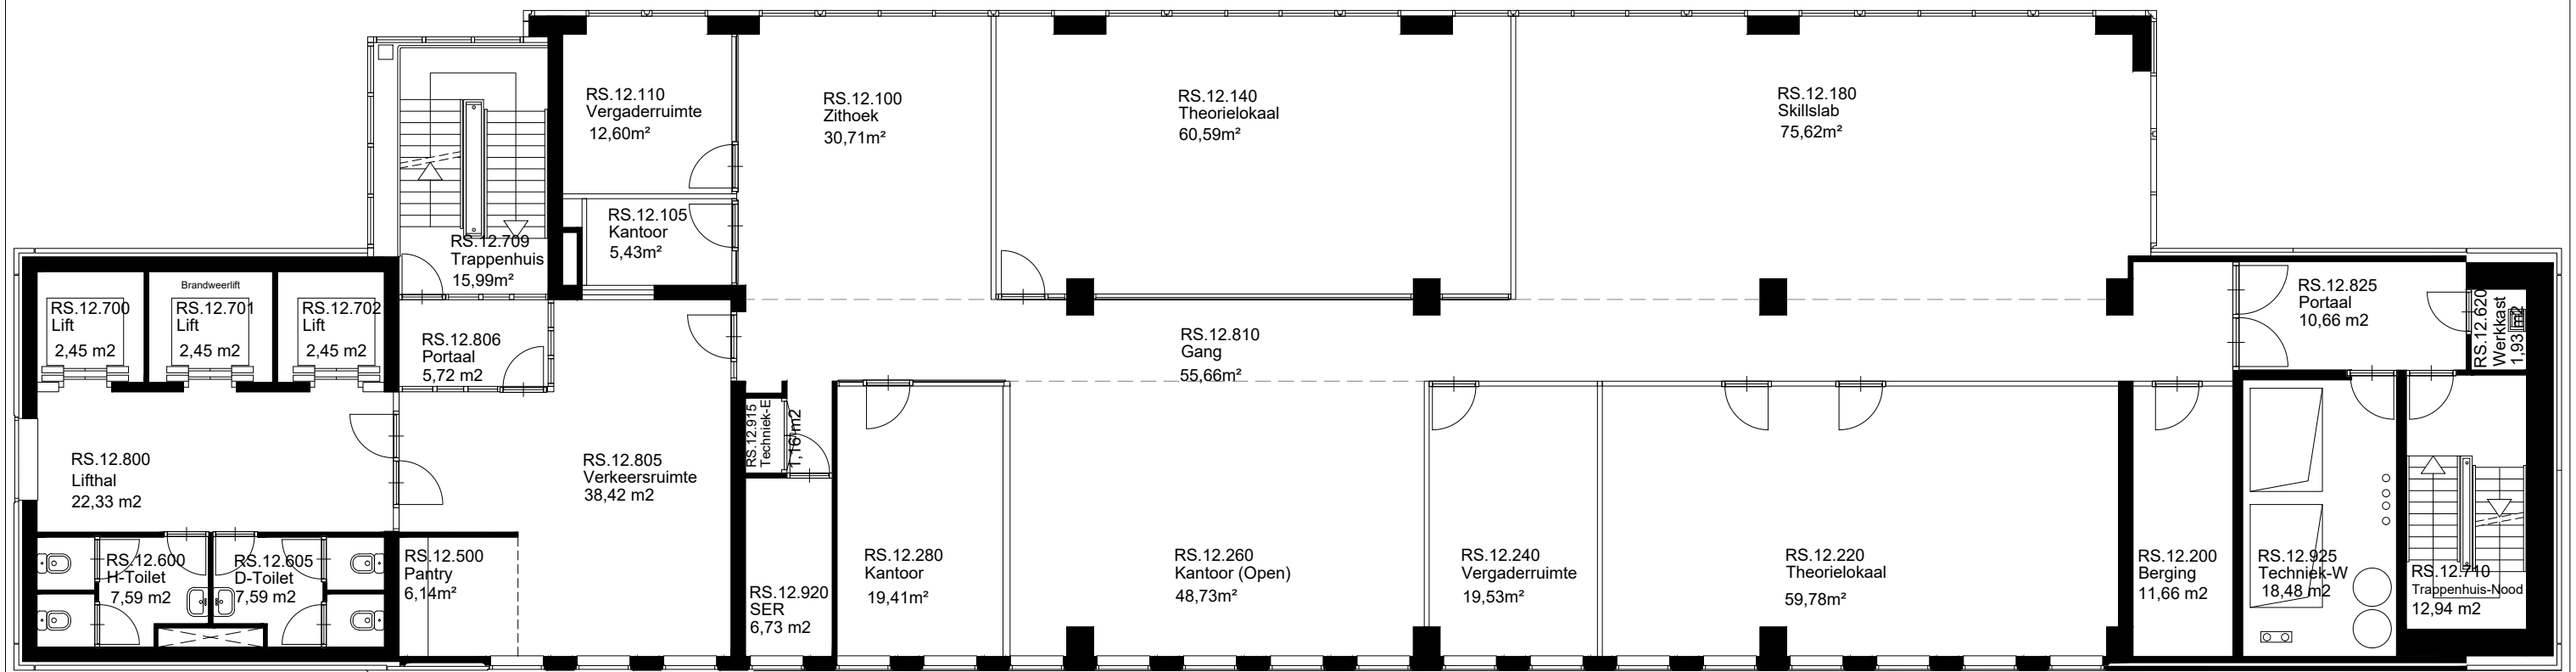 RS.12.110
Vergaderruimte
12,60m²
RS.12.100
Zithoek
30,71m²
RS.12.140
Theorielokaal
60,59m²
RS.12.180
Skillslab
75,62m²
RS.12.105
Kantoor
5,43m²
RS.12.709
Trappenhuis
15,99m²
Brandweerlift
RS.12.700
Lift
2,45 m2
RS.12.701
Lift
2,45 m2
RS.12.702
Lift
2,45 m2
RS.12.806
Portaal
5,72 m2
RS.12.810
Gang
55,66m²
RS.12.825
Portaal
10,66 m2
RS.12.620
Werkkast
1,93 m2
RS.12.800
Lifthal
22,33 m2
RS.12.805
Verkeersruimte
38,42 m2
RS.12.915
Techniek-E
1,16 m2
RS.12.600
H-Toilet
7,59 m2
RS.12.605
D-Toilet
7,59 m2
RS.12.500
Pantry
6,14m²
RS.12.920
SER
6,73 m2
RS.12.280
Kantoor
19,41m²
RS.12.260
Kantoor (Open)
48,73m²
RS.12.240
Vergaderruimte
19,53m²
RS.12.220
Theorielokaal
59,78m²
RS.12.200
Berging
11,66 m2
RS.12.925
Techniek-W
18,48 m2
RS.12.710
Trappenhuis-Nood
12,94 m2